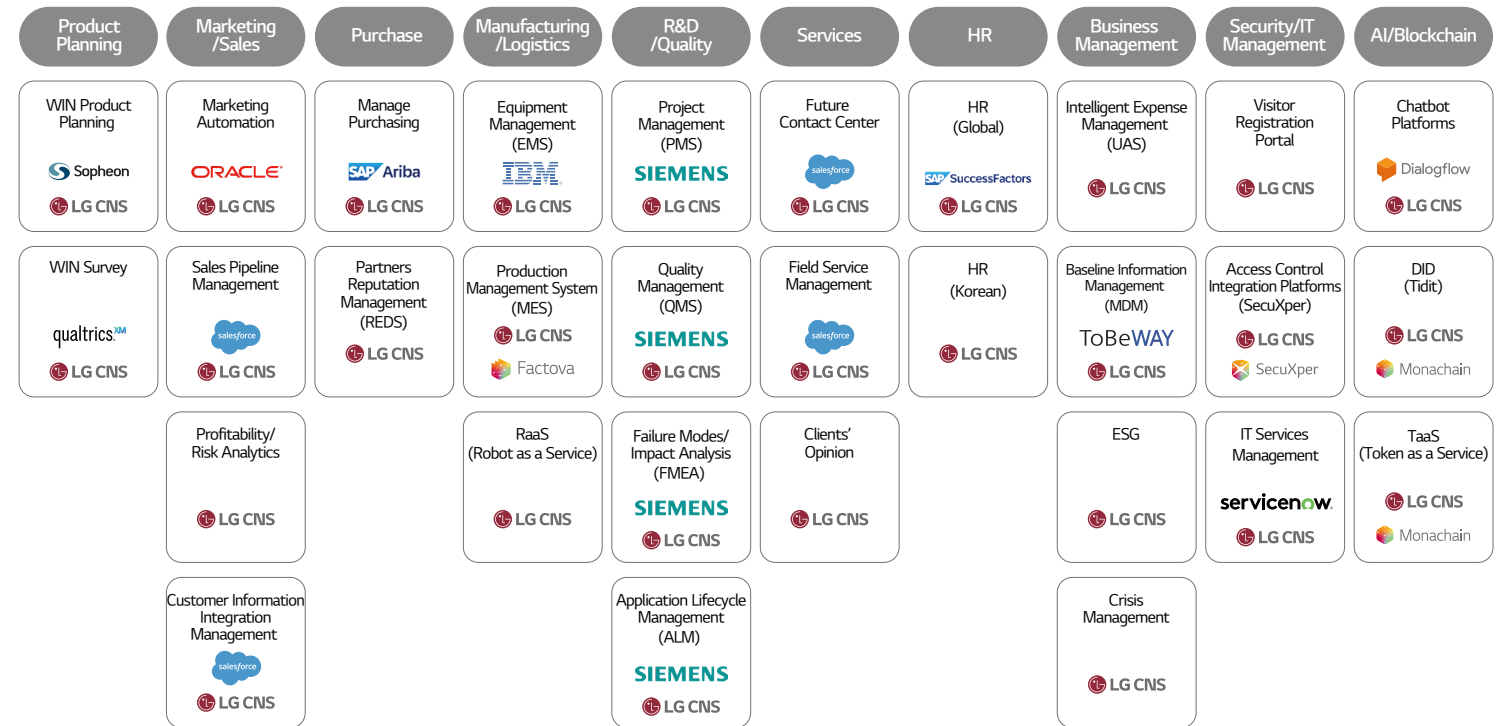 Product
Planning
Marketing
/Sales
Purchase
Manufacturing
/Logistics
R&D
/Quality
Services
HR
Business
Management
Security/IT
Management
AI/Blockchain
WIN Product
Planning
Sopheon
LG CNS
Marketing
Automation
ORACLE
LG CNS
Manage
Purchasing
SAP Ariba
LG CNS
Equipment
Management
(EMS)
IBM
LG CNS
Project
Management
(PMS)
SIEMENS
LG CNS
Future
Contact Center
salesforce
LG CNS
HR
(Global)
SAP SuccessFactors
LG CNS
Intelligent Expense
Management
(UAS)
LG CNS
Visitor
Registration
Portal
LG CNS
Chatbot
Platforms
Dialogflow
LG CNS
WIN Survey
qualtrics.XM
LG CNS
Sales Pipeline
Management
salesforce
LG CNS
Partners
Reputation
Management
(REDS)
LG CNS
Production
Management System
(MES)
LG CNS
Factova
Quality
Management
(QMS)
SIEMENS
LG CNS
Field Service
Management
salesforce
LG CNS
HR
(Korean)
LG CNS
Baseline Information
Management
(MDM)
ToBeWAY
LG CNS
Access Control
Integration Platforms
(SecuXper)
LG CNS
SecuXper
DID
(Tidit)
LG CNS
Monachain
Profitability/
Risk Analytics
LG CNS
RaaS
(Robot as a Service)
LG CNS
Failure Modes/
Impact Analysis
(FMEA)
SIEMENS
LG CNS
Clients'
Opinion
LG CNS
ESG
LG CNS
IT Services
Management
servicenow.
LG CNS
TaaS
(Token as a Service)
LG CNS
Monachain
Customer Information
Integration
Management
salesforce
LG CNS
Application Lifecycle
Management
(ALM)
SIEMENS
LG CNS
Crisis
Management
LG CNS